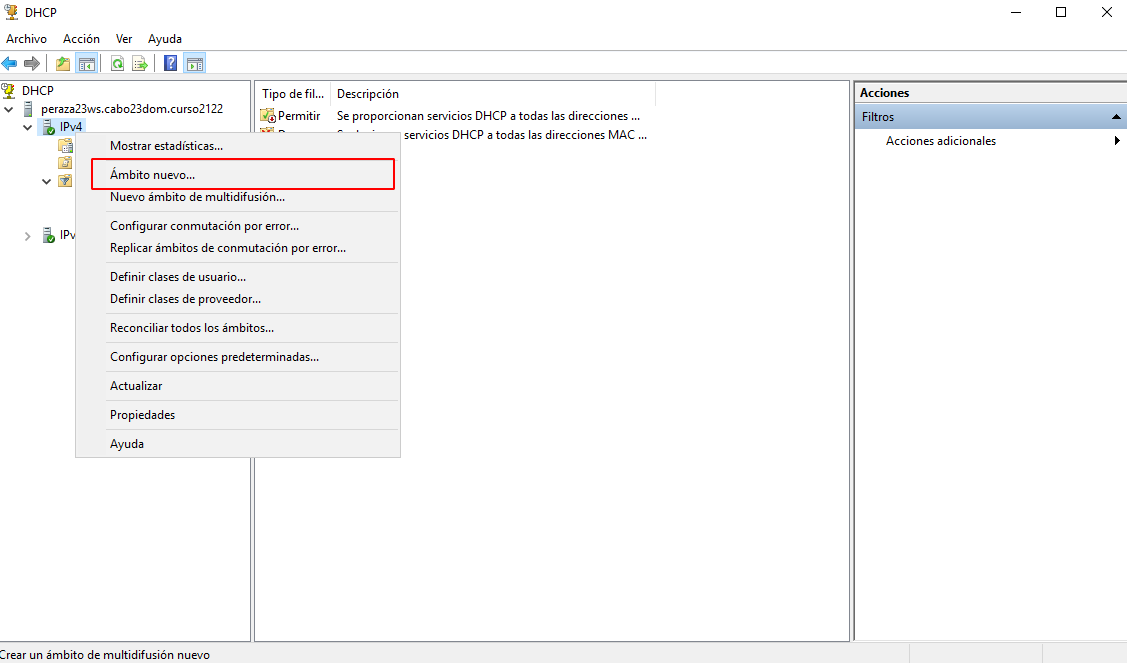 DHCP
Archivo Acción Ver Ayuda
DHCP
peraza23ws.cabo23dom.curso2122
IPv4
Tipo de fil... Descripción
Permitir Se proporcionan servicios DHCP a todas las direcciones ...
servicios DHCP a todas las direcciones MAC ...
Mostrar estadísticas...
Ámbito nuevo...
Nuevo ámbito de multidifusión...
Configurar conmutación por error...
Replicar ámbitos de conmutación por error...
Definir clases de usuario...
Definir clases de proveedor...
Reconciliar todos los ámbitos...
Configurar opciones predeterminadas...
Actualizar
Propiedades
Ayuda
IPv
Acciones
Filtros
Acciones adicionales
Crear un ámbito de multidifusión nuevo